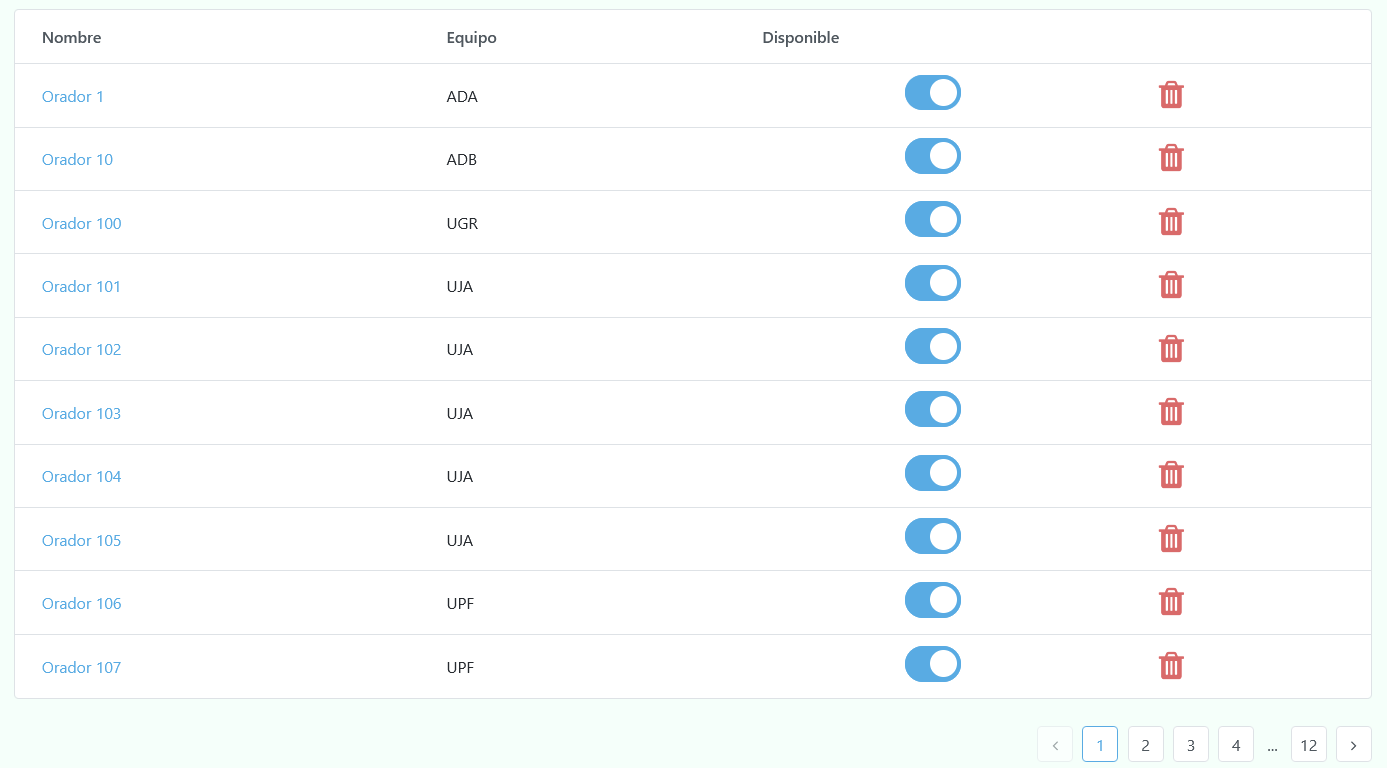 Nombre Equipo Disponible
Orador 1 ADA
Orador 10 ADB
Orador 100 UGR
Orador 101 UJA
Orador 102 UJA
Orador 103 UJA
Orador 104 UJA
Orador 105 UJA
Orador 106 UPF
Orador 107 UPF
‹ 1 2 3 4 ... 12 ›